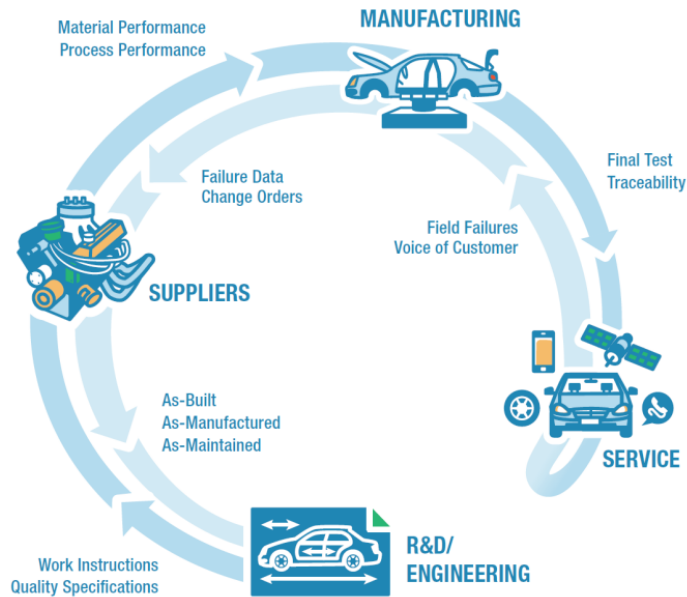 MANUFACTURING
Material Performance
Process Performance
Final Test
Traceability
Failure Data
Change Orders
Field Failures
Voice of Customer
SUPPLIERS
As-Built
As-Manufactured
As-Maintained
SERVICE
R&D/
ENGINEERING
Work Instructions
Quality Specifications